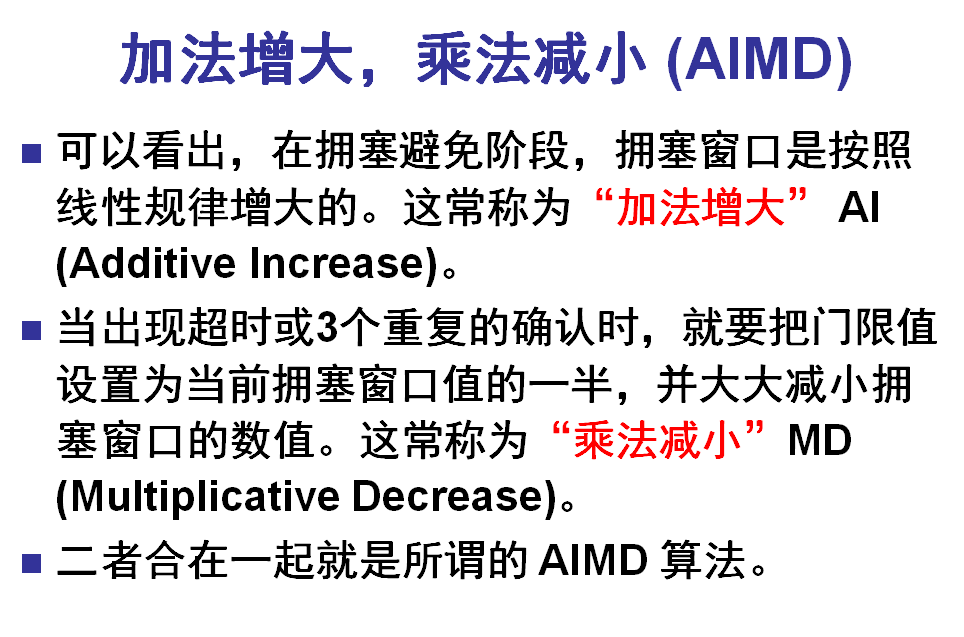 加法增大，乘法减小 (AIMD)
可以看出，在拥塞避免阶段，拥塞窗口是按照
线性规律增大的。这常称为“加法增大” AI
(Additive Increase)。
当出现超时或3个重复的确认时，就要把门限值
设置为当前拥塞窗口值的一半，并大大减小拥
塞窗口的数值。这常称为“乘法减小”MD
(Multiplicative Decrease)。
二者合在一起就是所谓的 AIMD 算法。